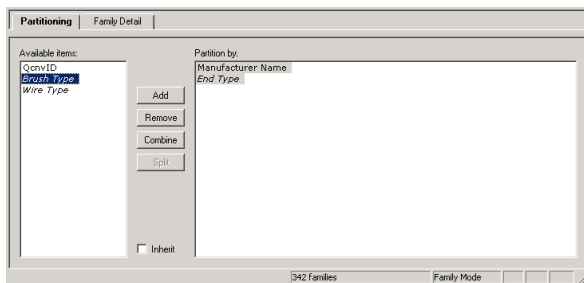 Partitioning Family Detail
Available items: Partition by:
QcnvID
Brush Type
Wire Type
Manufacturer Name
End Type
Add
Remove
Combine
Split
Inherit
342 families Family Mode